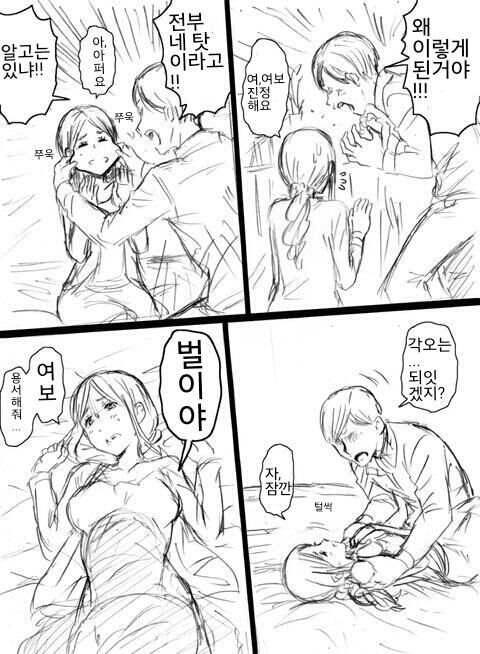 왜
이렇게
된거야
!!!
여,여보
진정
해요
전부
네 탓
이라고
!!
아,
아퍼요
알고는
있냐!!
쭈욱
쭈욱
각오는
...
되잇
겠지?
자,
잠깐
털썩
벌이야
여보
용서해줘
...